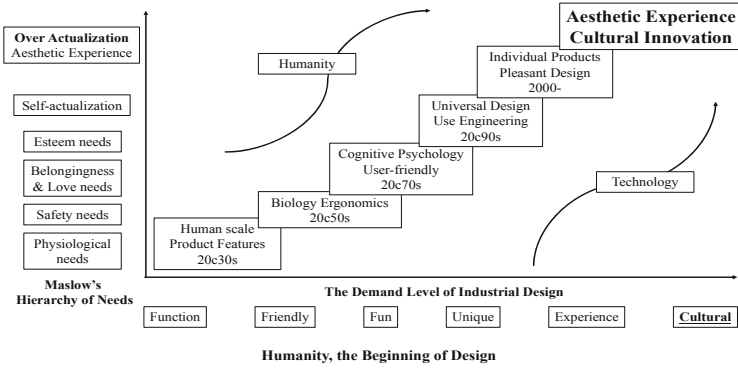 Over Actualization
Aesthetic Experience
Self-actualization
Esteem needs
Belongingness
& Love needs
Safety needs
Physiological
needs
Maslow's
Hierarchy of Needs
Humanity
Aesthetic Experience
Cultural Innovation
Individual Products
Pleasant Design
2000-
Universal Design
Use Engineering
20c90s
Cognitive Psychology
User-friendly
20c70s
Biology Ergonomics
20c50s
Human scale
Product Features
20c30s
Technology
The Demand Level of Industrial Design
Function
Friendly
Fun
Unique
Experience
Cultural
Humanity, the Beginning of Design